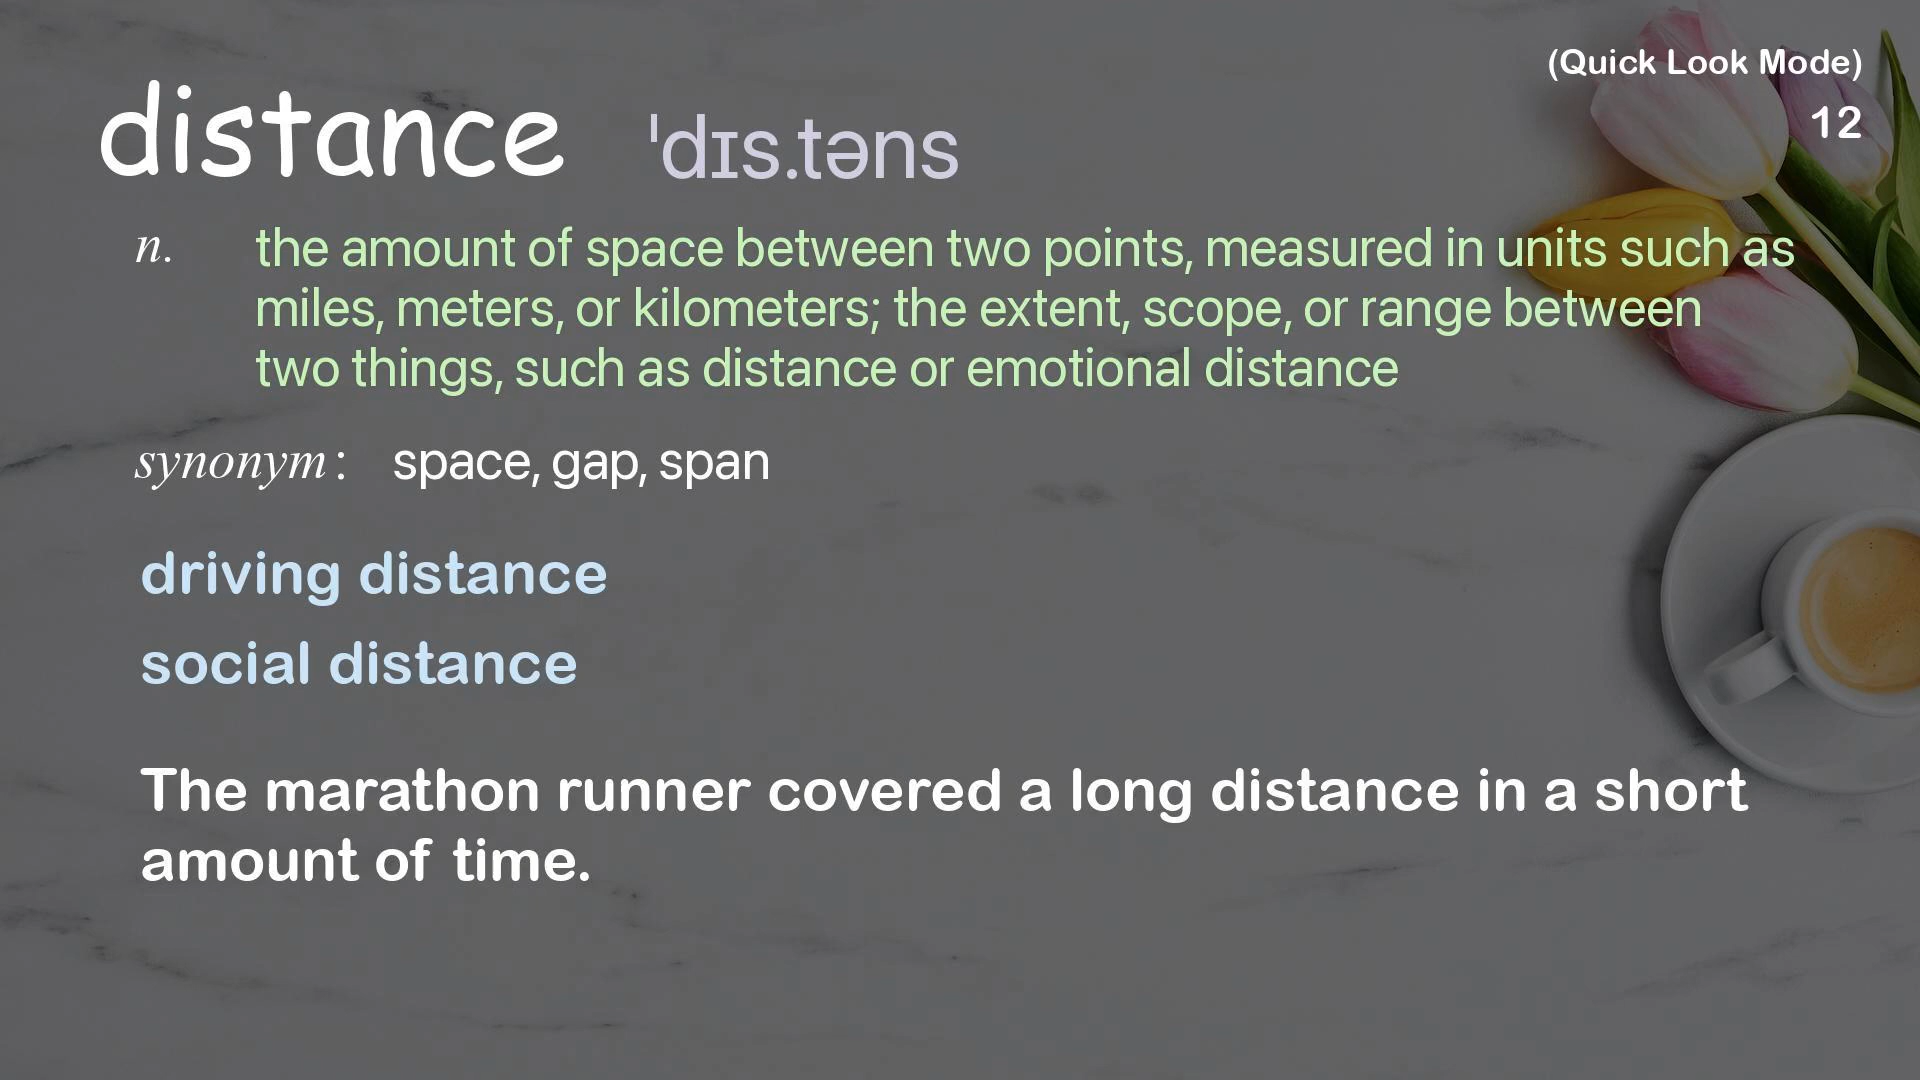 (Quick Look Mode)
12
distance ˈdɪs.təns
n. the amount of space between two points, measured in units such as
miles, meters, or kilometers; the extent, scope, or range between
two things, such as distance or emotional distance
synonym: space, gap, span
driving distance
social distance
The marathon runner covered a long distance in a short
amount of time.